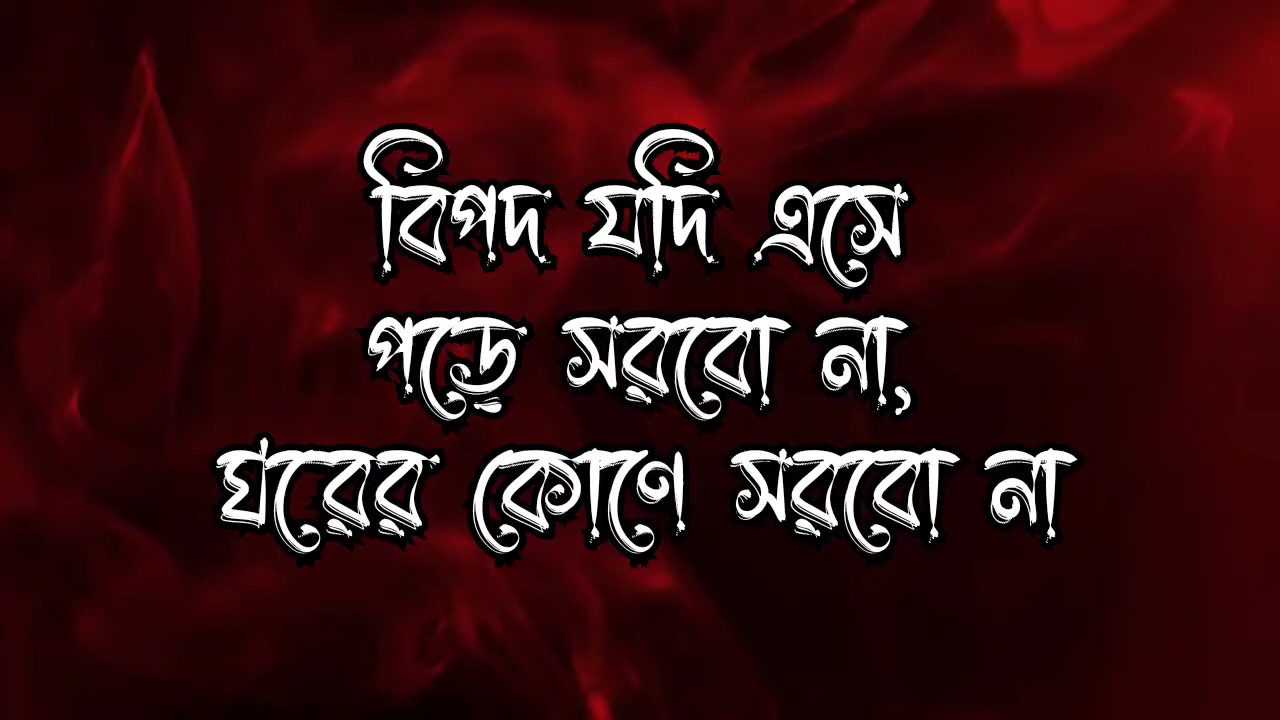 বিপদ যদি এসে
পড়ে সরবো না,
ঘরের কোণে সরবো না